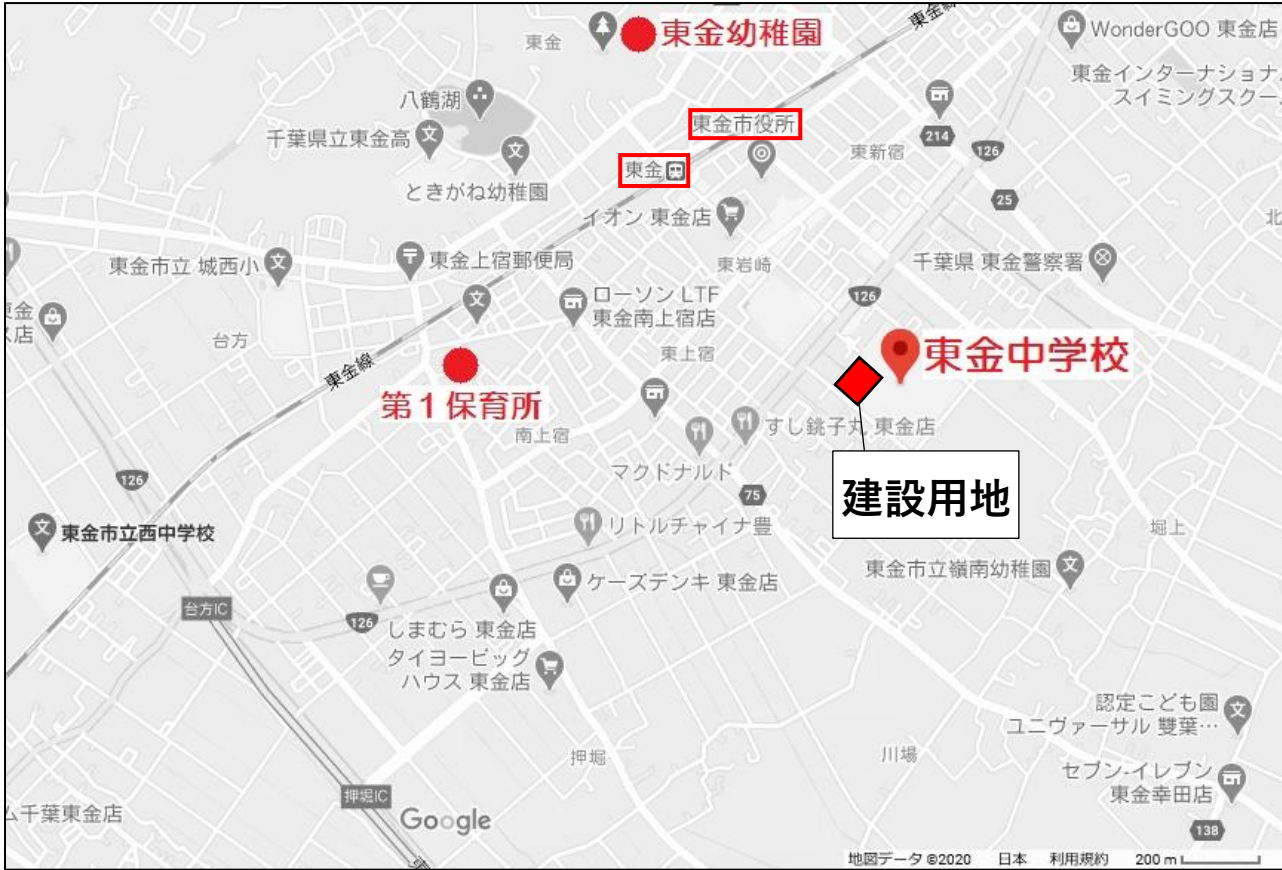 東金線
WonderGOO 東金店
東金幼稚園
東金
東金インターナショナル
スイミングスクー
八鶴湖
東金市役所
214
千葉県立東金高
東新宿
126
東金
ときがね幼稚園
25
イオン 東金店
北
東金上宿郵便局
東岩崎
千葉県 東金警察署
東金市立 城西小
ローソン LTF
東金南上宿店
126
東金
ス店
台方
東上宿
東金中学校
東金線
第1保育所
南上宿
すし銚子丸 東金店
マクドナルド
126
75
建設用地
東金市立西中学校
リトルチャイナ豊
堀上
東金市立嶺南幼稚園
ケーズデンキ 東金店
台方IC
126
しまむら 東金店
タイヨービッグ
ハウス 東金店
認定こども園
ユニヴァーサル 雙葉…
押堀
川場
セブン-イレブン
東金幸田店
押堀IC
ム千葉東金店
Google
138
地図データ ©2020 日本 利用規約 200 m